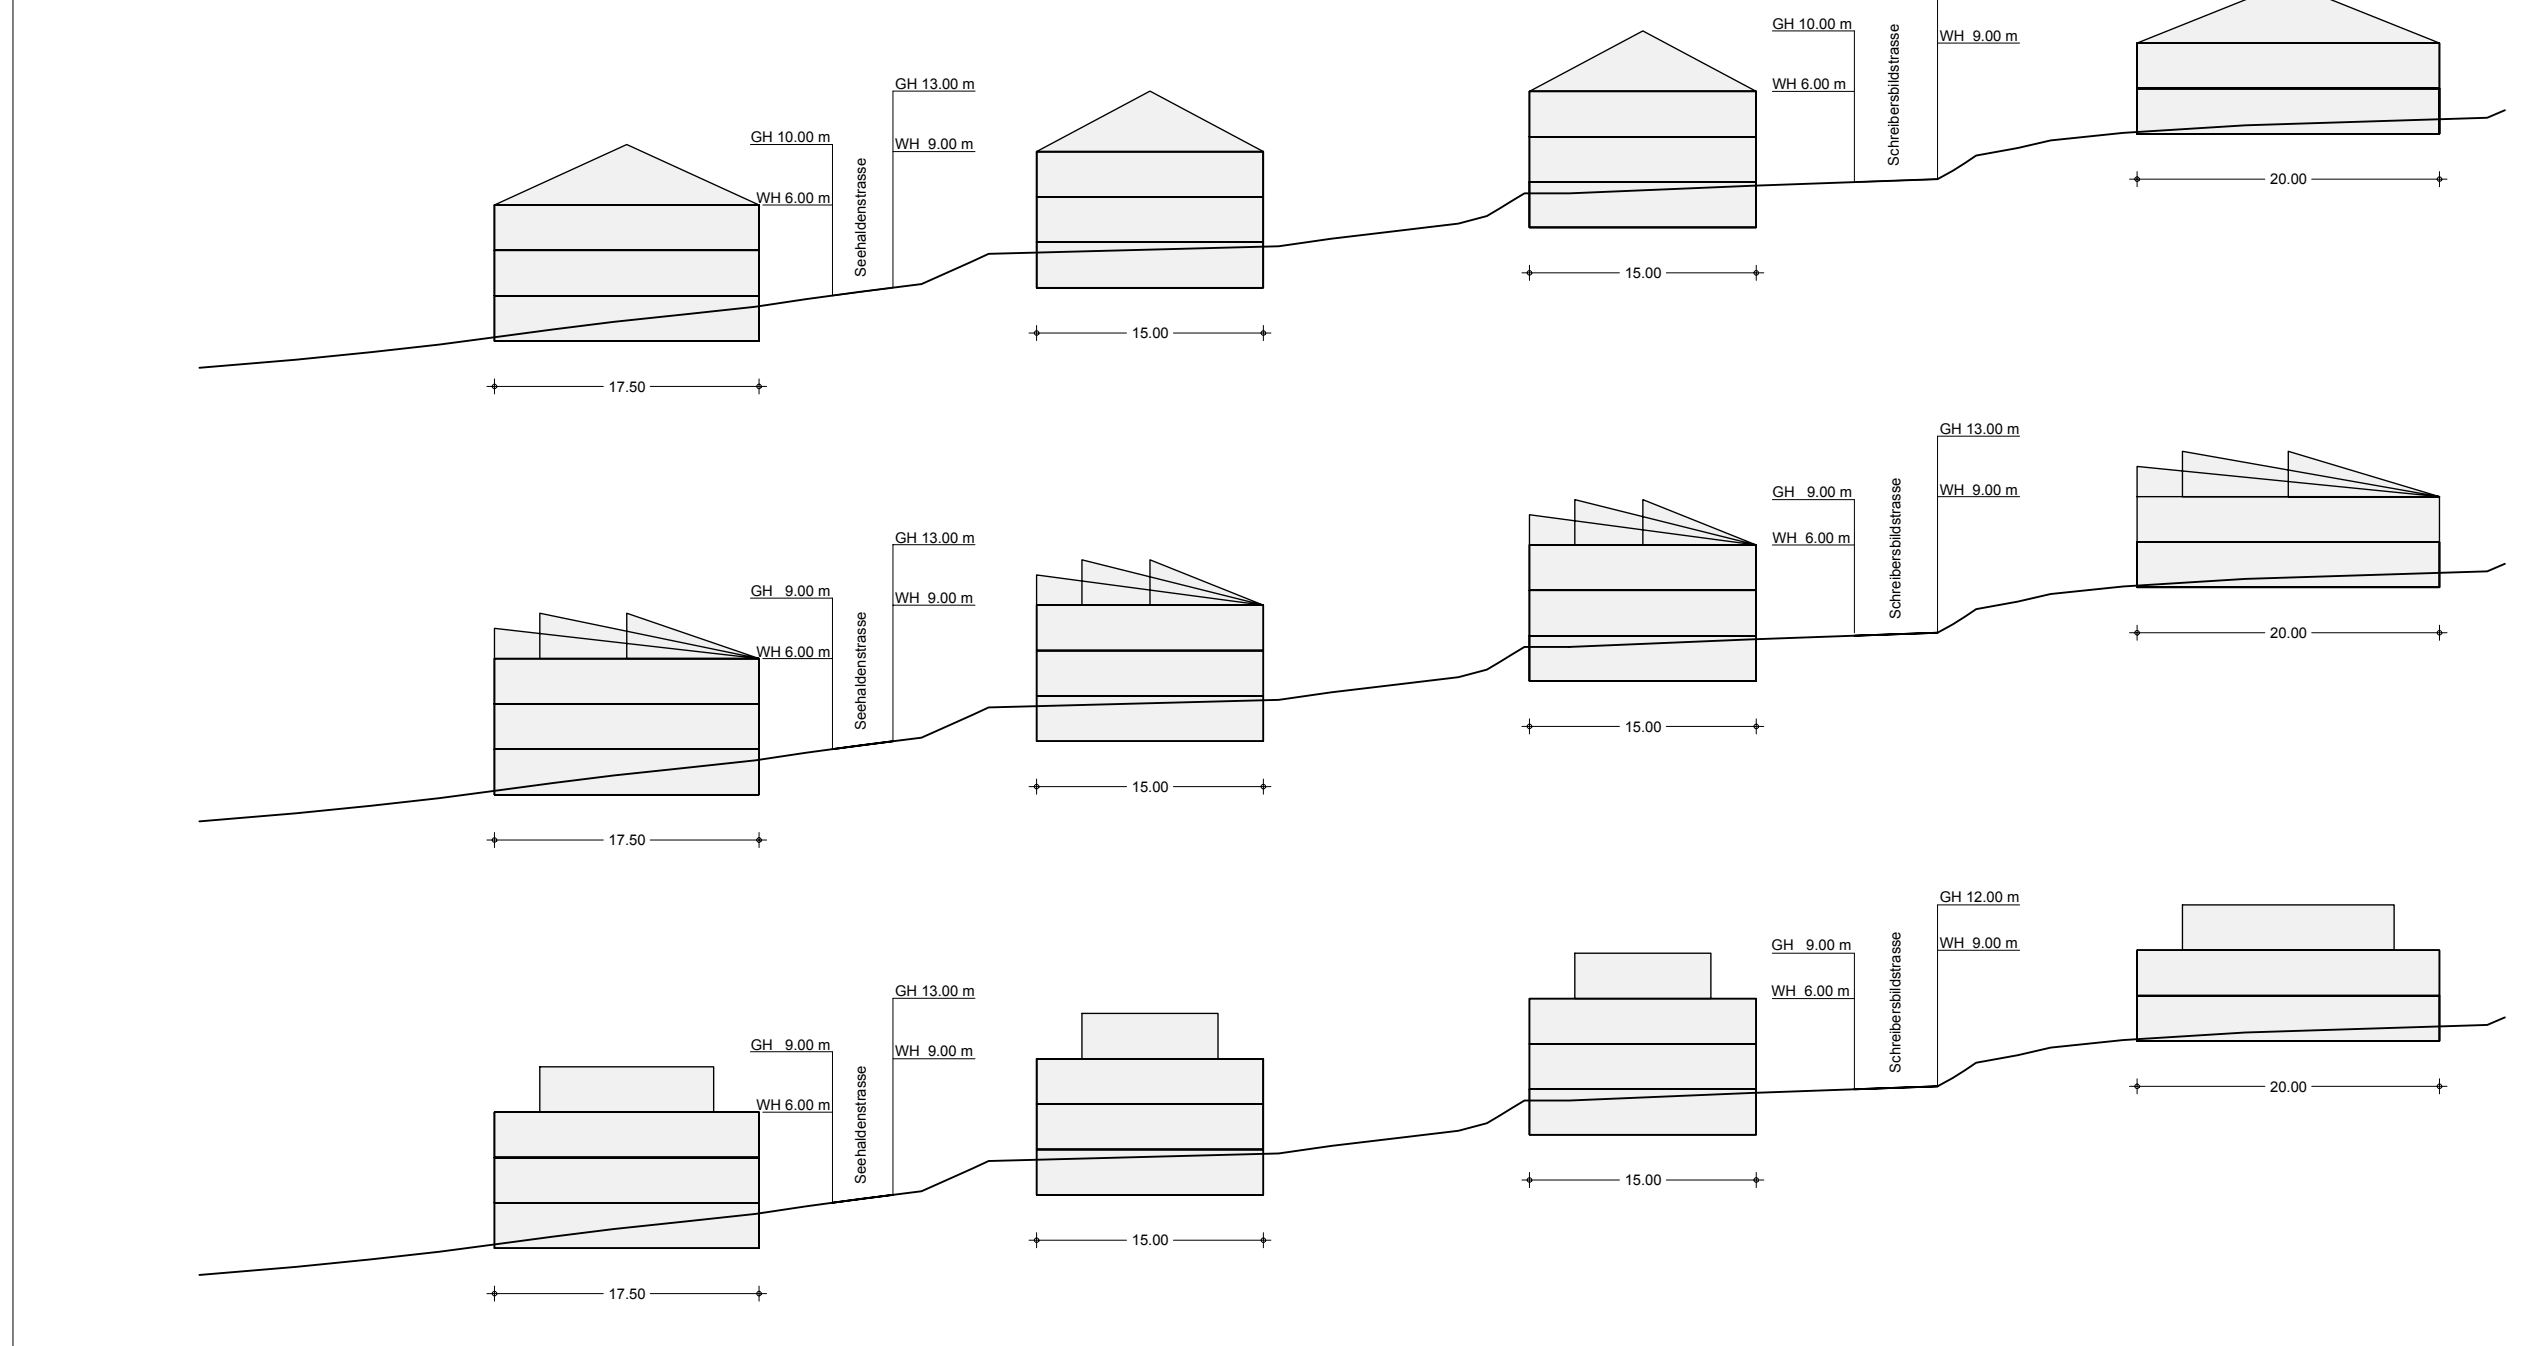 GH 10.00 m
Schreibersbildstrasse
WH  9.00 m
GH 13.00 m
WH 6.00 m
GH 10.00 m
WH  9.00 m
Seehaldenstrasse
WH 6.00 m
20.00
15.00
15.00
17.50
GH 13.00 m
GH   9.00 m
Schreibersbildstrasse
WH  9.00 m
GH 13.00 m
WH  6.00 m
GH   9.00 m
WH  9.00 m
Seehaldenstrasse
WH 6.00 m
20.00
15.00
15.00
17.50
GH 12.00 m
GH   9.00 m
Schreibersbildstrasse
WH  9.00 m
GH 13.00 m
WH  6.00 m
GH   9.00 m
WH  9.00 m
Seehaldenstrasse
WH 6.00 m
20.00
15.00
15.00
17.50